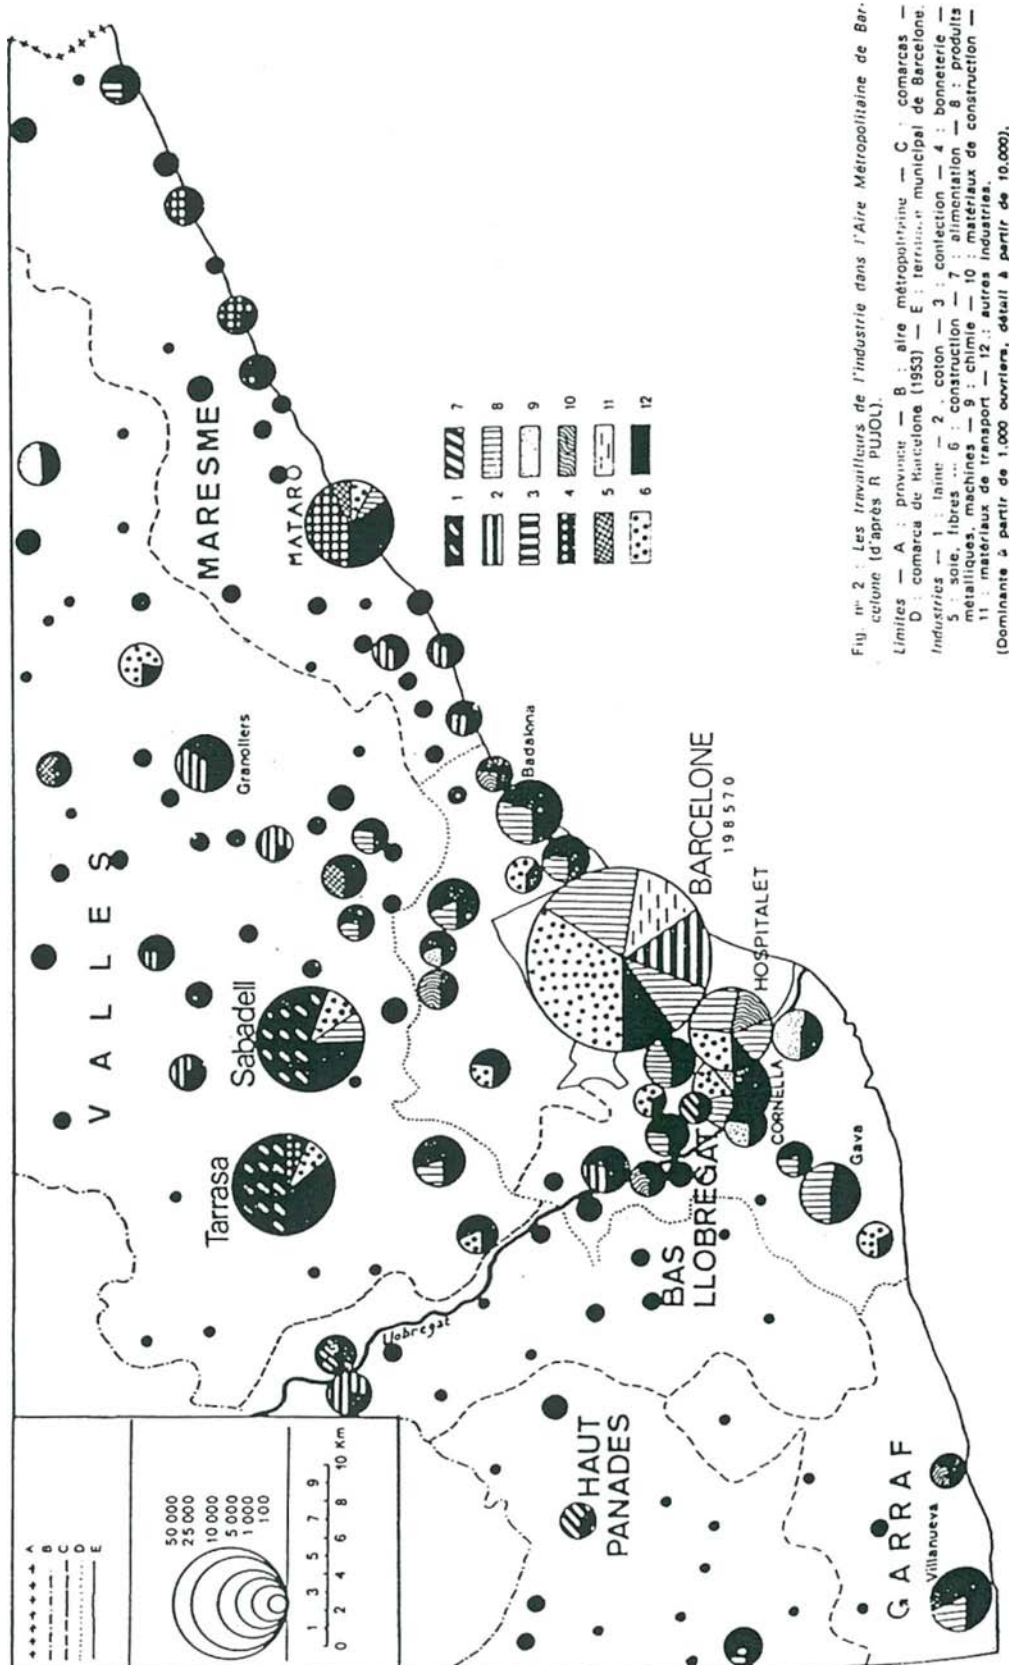 A
B
C
D
E
50 000
25 000
10 000
5 000
1 000
100
0 1 2 3 4 5 6 7 8 9 10 Km
VALLES
MARESME
Tarrasa
Sabadell
Granollers
MATARÓ
Llobregat
Badalona
BARCELONE
198570
HOSPITALET
CORNELLA
BAS
LLOBREGAT
Gava
HAUT
PANADES
GARRAF
Villanueva
1 7
2 8
3 9
4 10
5 11
6 12
Fig. n° 2 : Les travailleurs de l'industrie dans l'Aire Métropolitaine de Bar-
celone (d'après R PUJOL).
Limites — A : province — B : aire métropolitaine — C : comarcas —
D : comarca de Barcelone (1953) — E : territoire municipal de Barcelone.
Industries — 1 : laine — 2 : coton — 3 : confection — 4 : bonneterie —
5 : soie, fibres — 6 : construction — 7 : alimentation — 8 : produits
métalliques, machines — 9 : chimie — 10 : matériaux de construction —
11 : matériaux de transport — 12 : autres industries.
(Dominante à partir de 1.000 ouvriers, détail à partir de 10.000).